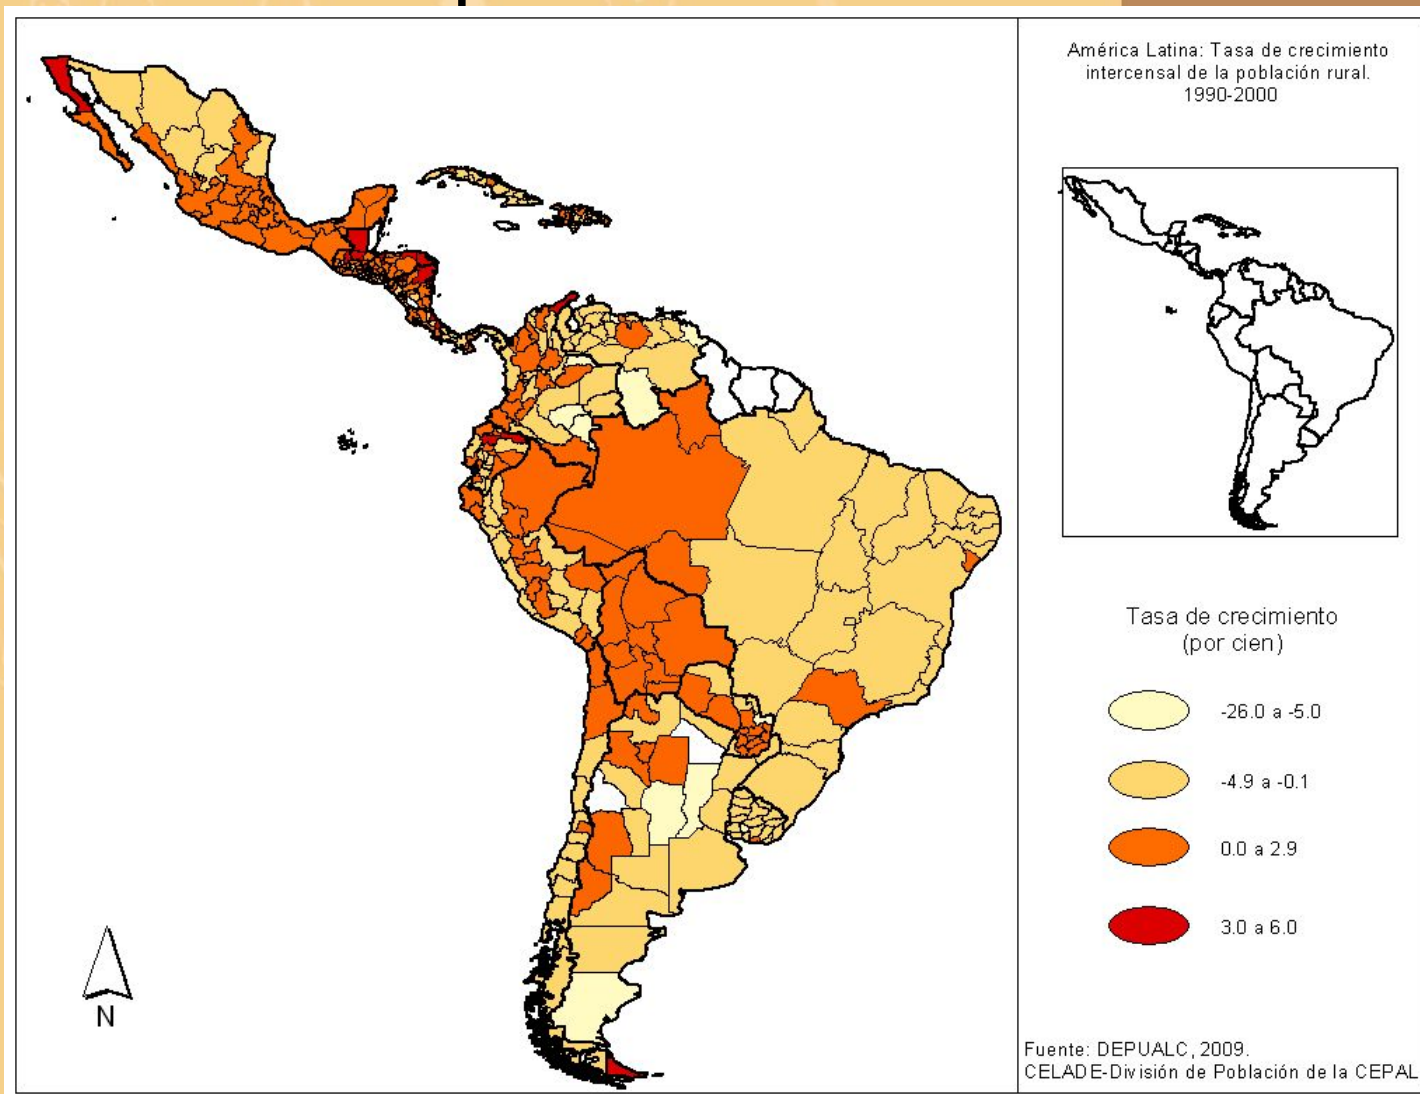 América Latina: Tasa de crecimiento
intercensal de la población rural.
1990-2000
Tasa de crecimiento
(por cien)
-26.0 a -5.0
-4.9 a -0.1
0.0 a 2.9
3.0 a 6.0
N
Fuente: DEPUALC, 2009.
CELADE-División de Población de la CEPAL